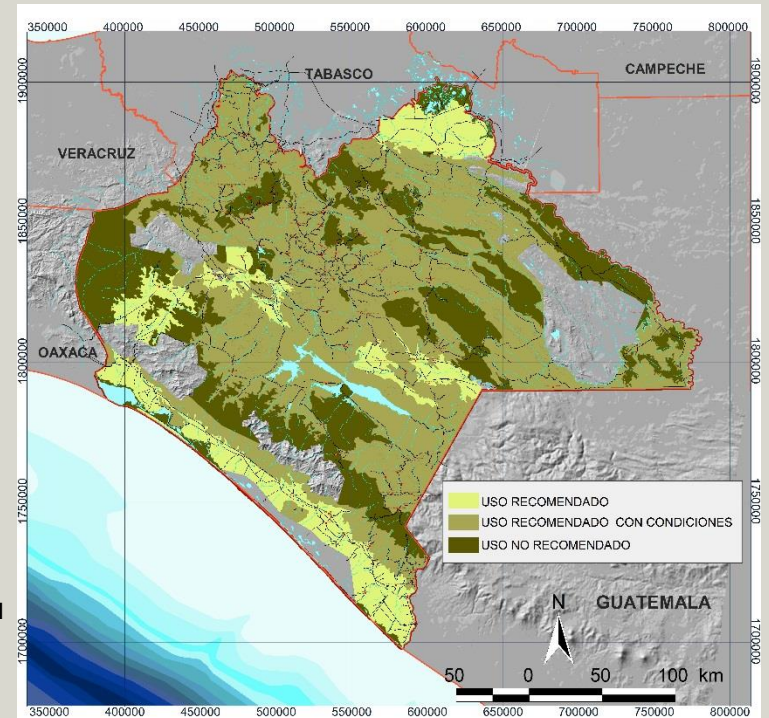 350000 400000 450000 500000 550000 600000 650000 700000 750000 800000
TABASCO
CAMPECHE
1900000
1900000
VERACRUZ
1850000
1850000
OAXACA
1800000
1800000
1750000
1750000
USO RECOMENDADO
USO RECOMENDADO CON CONDICIONES
USO NO RECOMENDADO
N
GUATEMALA
1700000
1700000
50 0 50 100 km
350000 400000 450000 500000 550000 600000 650000 700000 750000 800000